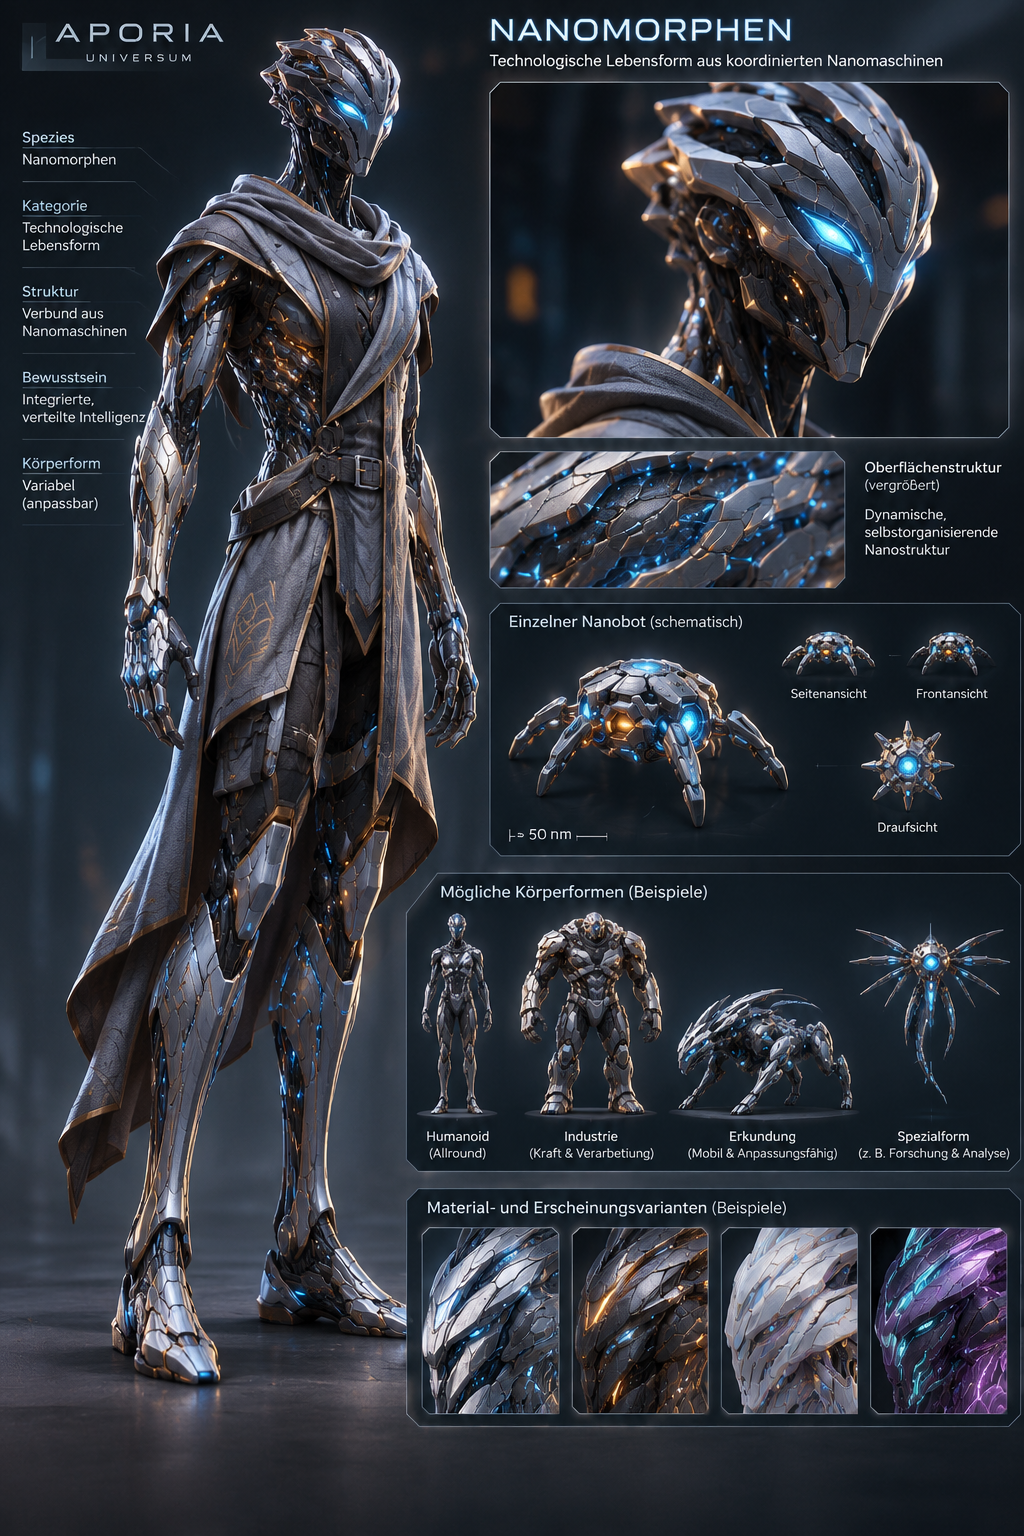 APORIA
UNIVERSUM
Spezies
Nanomorphen
Kategorie
Technologische
Lebensform
Struktur
Verbund aus
Nanomaschinen
Bewusstsein
Integrierte,
verteilte Intelligenz
Körperform
Variabel
(anpassbar)
NANOMORPHEN
Technologische Lebensform aus koordinierten Nanomaschinen
Oberflächenstruktur
(vergrößert)
Dynamische,
selbstorganisierende
Nanostruktur
Einzelner Nanobot (schematisch)
Seitenansicht
Frontansicht
Draufsicht
≈ 50 nm
Mögliche Körperformen (Beispiele)
Humanoid
(Allround)
Industrie
(Kraft & Verarbetiung)
Erkundung
(Mobil & Anpassungsfähig)
Spezialform
(z. B. Forschung & Analyse)
Material- und Erscheinungsvarianten (Beispiele)